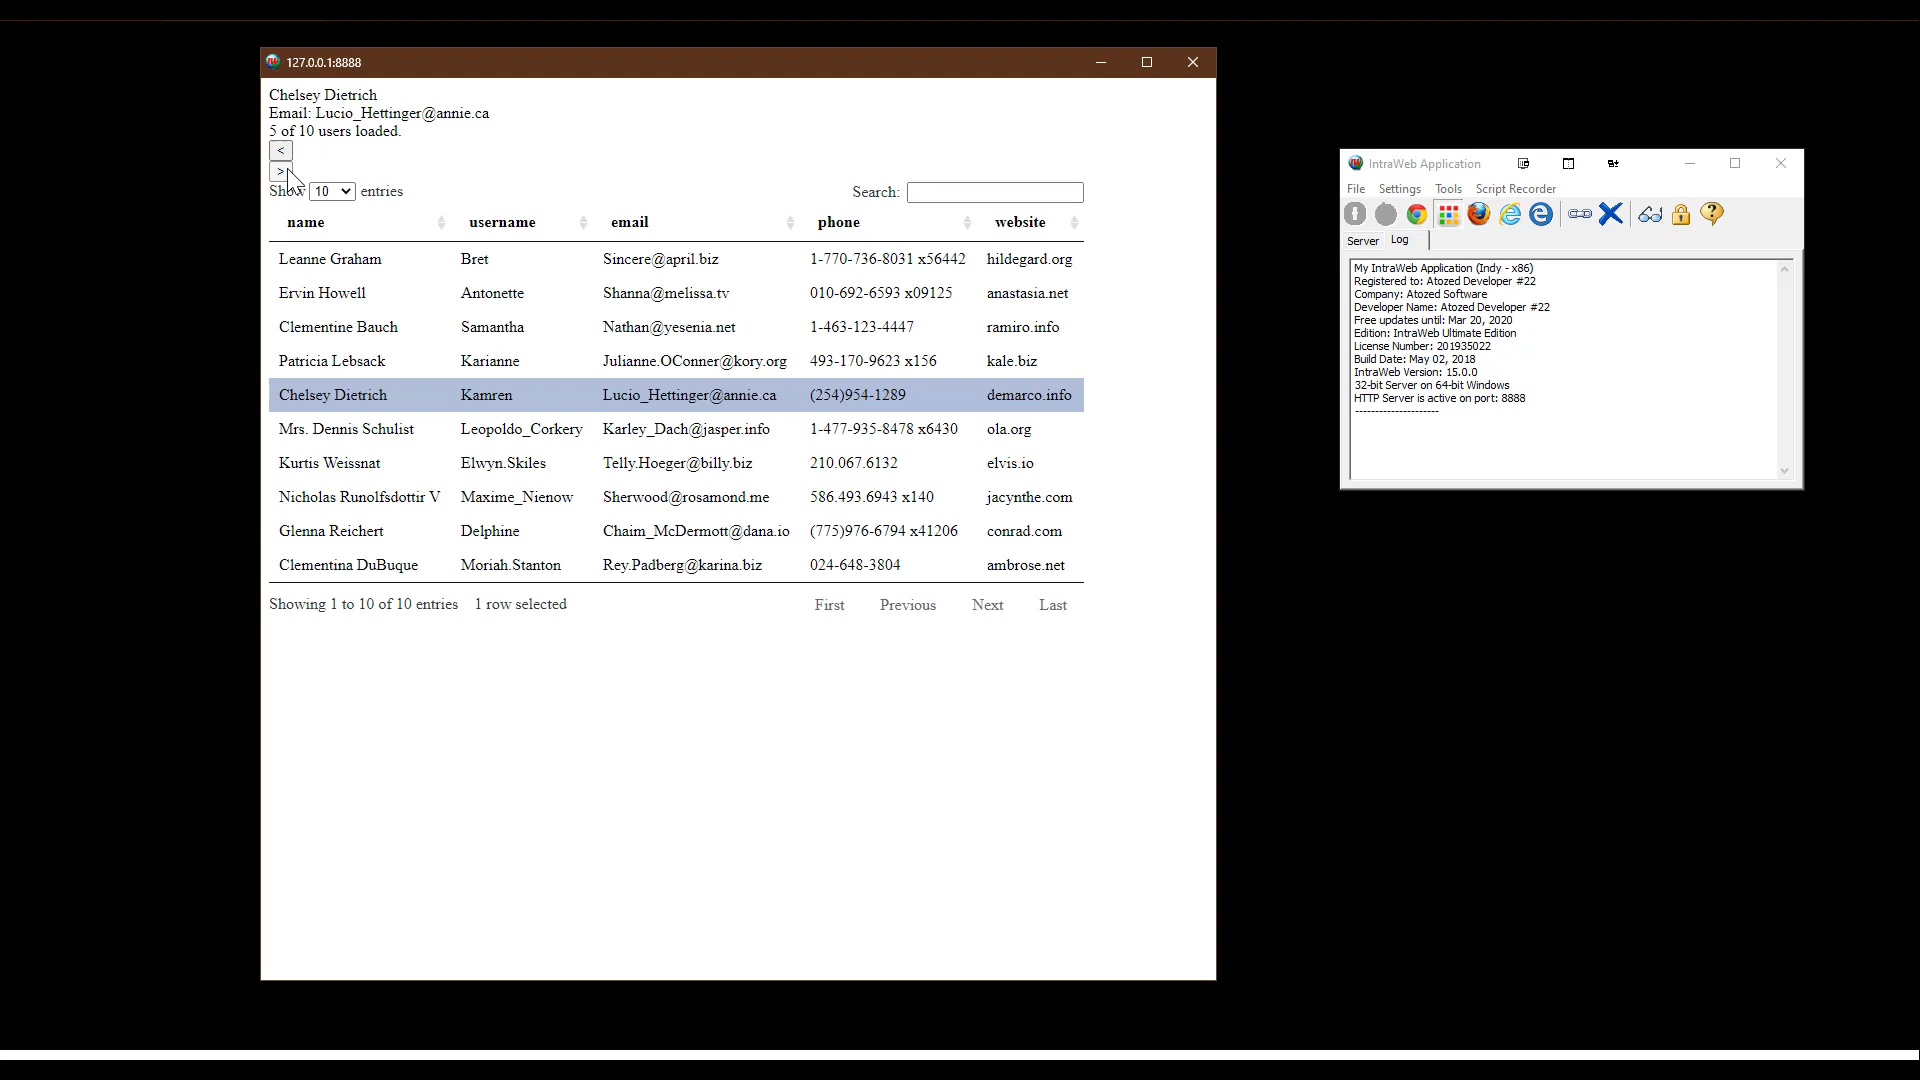 127.0.0.1:8888
Chelsey Dietrich
Email: Lucio_Hettinger@annie.ca
5 of 10 users loaded.
<
>
Show 10 entries Search:
name username email phone website
Leanne Graham Bret Sincere@april.biz 1-770-736-8031 x56442 hildegard.org
Ervin Howell Antonette Shanna@melissa.tv 010-692-6593 x09125 anastasia.net
Clementine Bauch Samantha Nathan@yesenia.net 1-463-123-4447 ramiro.info
Patricia Lebsack Karianne Julianne.OConner@kory.org 493-170-9623 x156 kale.biz
Chelsey Dietrich Kamren Lucio_Hettinger@annie.ca (254)954-1289 demarco.info
Mrs. Dennis Schulist Leopoldo_Corkery Karley_Dach@jasper.info 1-477-935-8478 x6430 ola.org
Kurtis Weissnat Elwyn.Skiles Telly.Hoeger@billy.biz 210.067.6132 elvis.io
Nicholas Runolfsdottir V Maxime_Nienow Sherwood@rosamond.me 586.493.6943 x140 jacynthe.com
Glenna Reichert Delphine Chaim_McDermott@dana.io (775)976-6794 x41206 conrad.com
Clementina DuBuque Moriah.Stanton Rey.Padberg@karina.biz 024-648-3804 ambrose.net
Showing 1 to 10 of 10 entries 1 row selected First Previous Next Last
IntraWeb Application
File Settings Tools Script Recorder
Server Log
My IntraWeb Application (Indy - x86)
Registered to: Atozed Developer #22
Company: Atozed Software
Developer Name: Atozed Developer #22
Free updates until: Mar 20, 2020
Edition: IntraWeb Ultimate Edition
License Number: 201935022
Build Date: May 02, 2018
IntraWeb Version: 15.0.0
32-bit Server on 64-bit Windows
HTTP Server is active on port: 8888
---------------------